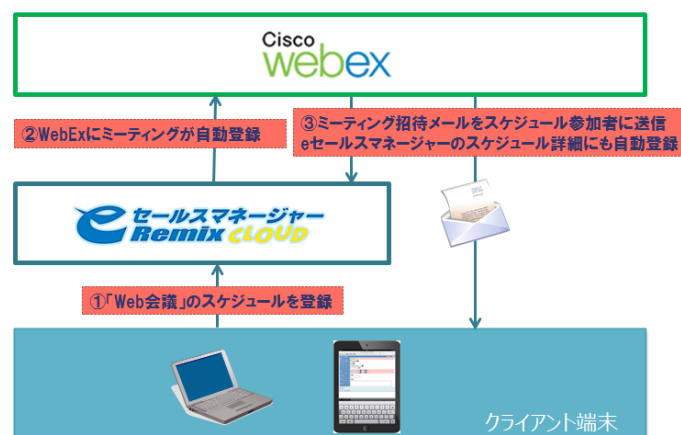 Cisco
webex
②WebExにミーティングが自動登録
③ミーティング招待メールをスケジュール参加者に送信
eセールスマネージャーのスケジュール詳細にも自動登録
eセールスマネージャー
Remix CLOUD
①「Web会議」のスケジュールを登録
クライアント端末